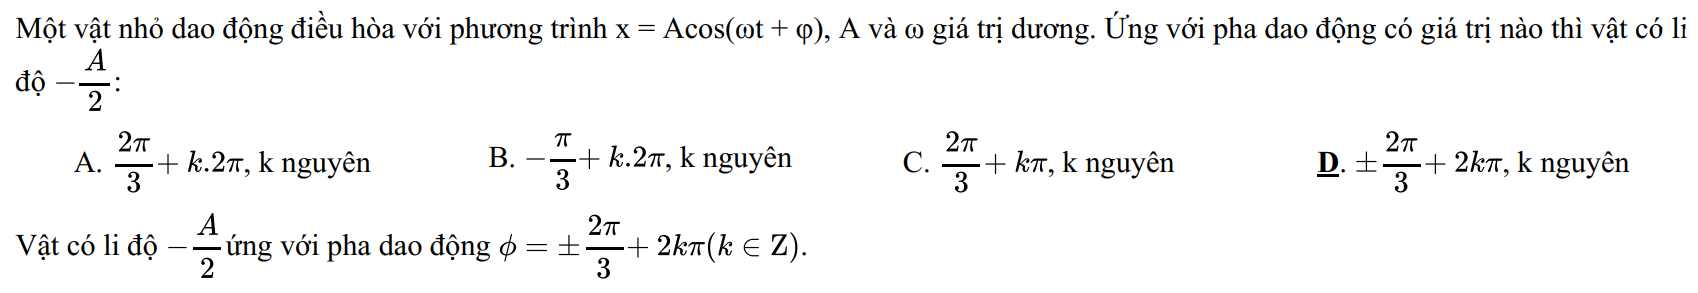 Một vật nhỏ dao động điều hòa với phương trình x = Acos(ωt + φ), A và ω giá trị dương. Ứng với pha dao động có giá trị nào thì vật có li
độ $-\frac{A}{2}$:
A. $\frac{2\pi}{3} + k.2\pi$, k nguyên B. $-\frac{\pi}{3} + k.2\pi$, k nguyên C. $\frac{2\pi}{3} + k\pi$, k nguyên D. $\pm\frac{2\pi}{3} + 2k\pi$, k nguyên
Vật có li độ $-\frac{A}{2}$ ứng với pha dao động $\phi = \pm\frac{2\pi}{3} + 2k\pi (k \in \mathrm{Z})$.